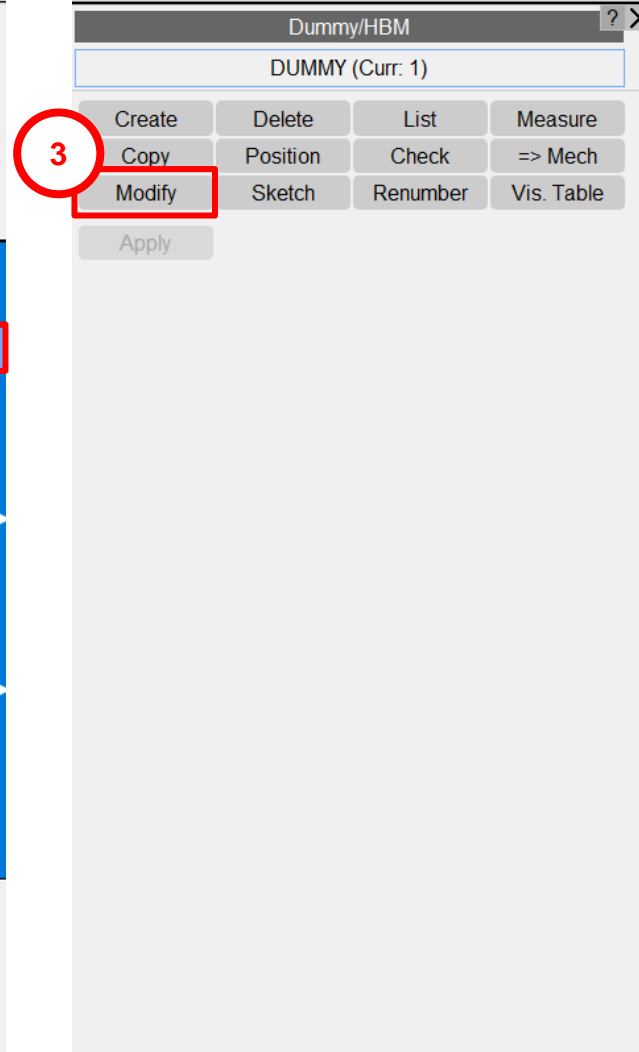 Dummy/HBM ?
DUMMY (Curr: 1)
Create Delete List Measure
3 Copy Position Check => Mech
Modify Sketch Renumber Vis. Table
Apply